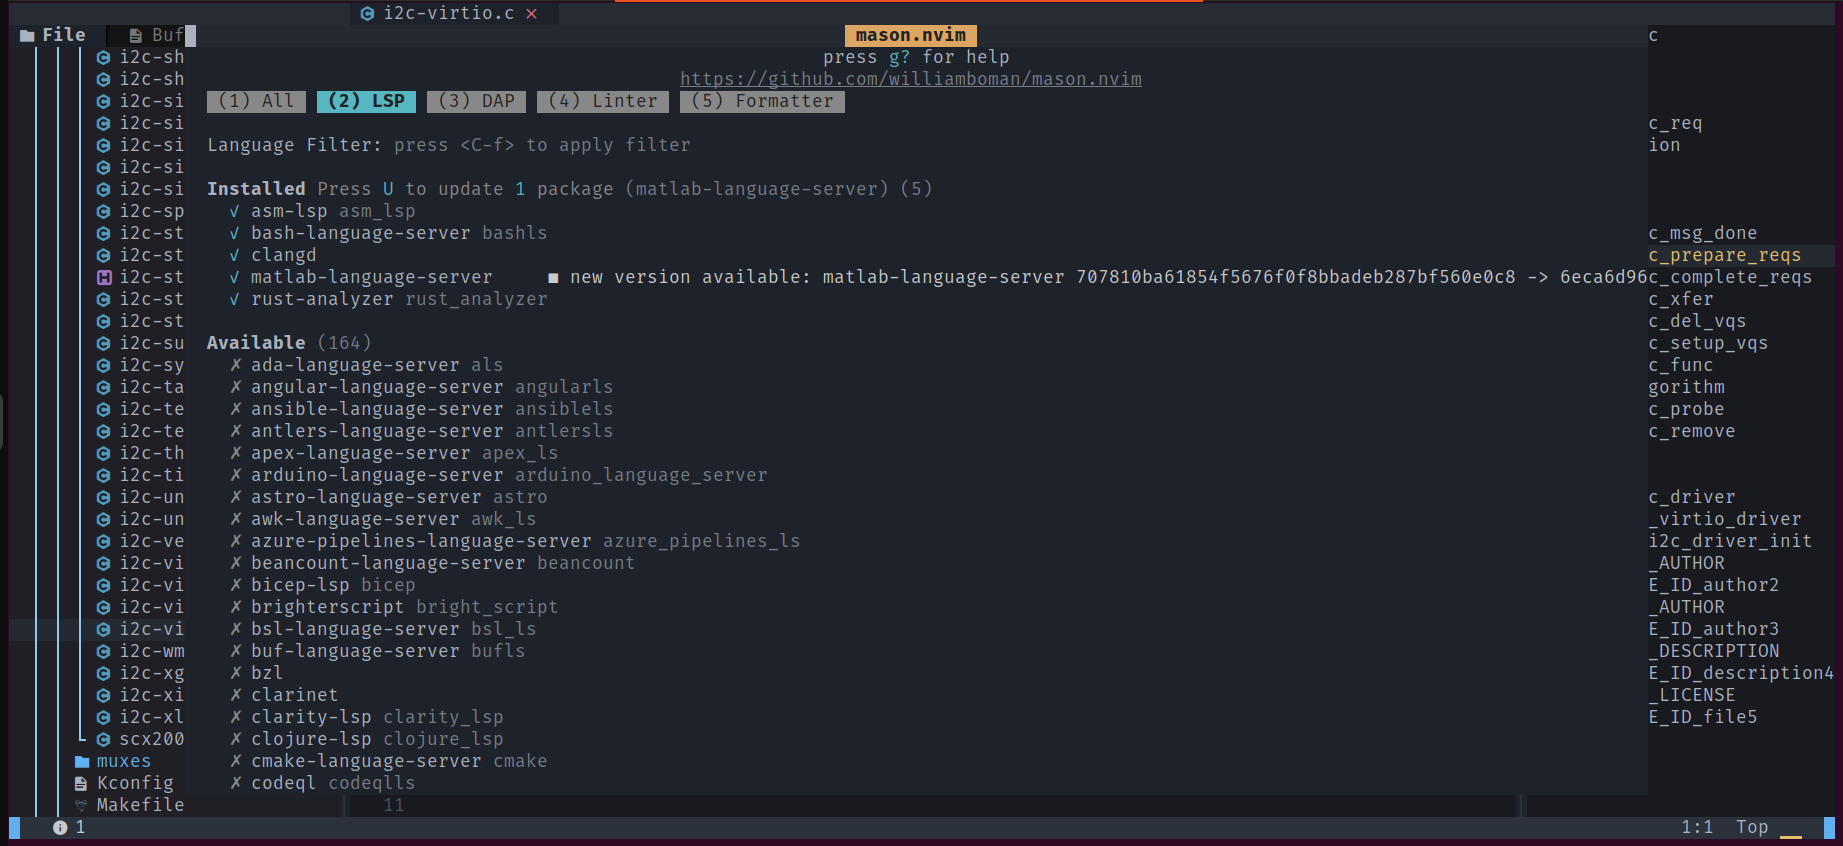 i2c-virtio.c ×
File Buf mason.nvim c
i2c-sh press g? for help
i2c-sh https://github.com/williamboman/mason.nvim
i2c-si (1) All (2) LSP (3) DAP (4) Linter (5) Formatter
i2c-si c_req
i2c-si Language Filter: press <C-f> to apply filter ion
i2c-si
i2c-si Installed Press U to update 1 package (matlab-language-server) (5)
i2c-sp √ asm-lsp asm_lsp
i2c-st √ bash-language-server bashls c_msg_done
i2c-st √ clangd c_prepare_reqs
i2c-st √ matlab-language-server ■ new version available: matlab-language-server 707810ba61854f5676f0f8bbadeb287bf560e0c8 -> 6eca6d96c_complete_reqs
i2c-st √ rust-analyzer rust_analyzer c_xfer
i2c-st c_del_vqs
i2c-su Available (164) c_setup_vqs
i2c-sy ✗ ada-language-server als c_func
i2c-ta ✗ angular-language-server angularls gorithm
i2c-te ✗ ansible-language-server ansiblels c_probe
i2c-te ✗ antlers-language-server antlersls c_remove
i2c-th ✗ apex-language-server apex_ls
i2c-ti ✗ arduino-language-server arduino_language_server
i2c-un ✗ astro-language-server astro c_driver
i2c-un ✗ awk-language-server awk_ls _virtio_driver
i2c-ve ✗ azure-pipelines-language-server azure_pipelines_ls i2c_driver_init
i2c-vi ✗ beancount-language-server beancount _AUTHOR
i2c-vi ✗ bicep-lsp bicep E_ID_author2
i2c-vi ✗ brighterscript bright_script _AUTHOR
i2c-vi ✗ bsl-language-server bsl_ls E_ID_author3
i2c-wm ✗ buf-language-server bufls _DESCRIPTION
i2c-xg ✗ bzl E_ID_description4
i2c-xi ✗ clarinet _LICENSE
i2c-xl ✗ clarity-lsp clarity_lsp E_ID_file5
scx200 ✗ clojure-lsp clojure_lsp
muxes ✗ cmake-language-server cmake
Kconfig ✗ codeql codeqlls
Makefile 11
1 1:1 Top